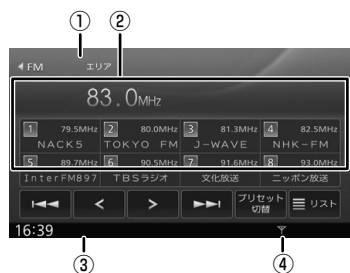 ① ②
◀ FM エリア
83.0MHz
1 79.5MHz 2 80.0MHz 3 81.3MHz 4 82.5MHz
NACK5 TOKYO FM J-WAVE NHK-FM
5 89.7MHz 6 90.5MHz 7 91.6MHz 8 93.0MHz
InterFM897 TBSラジオ 文化放送 ニッポン放送
プリセット
切替
リスト
16:39
③ ④